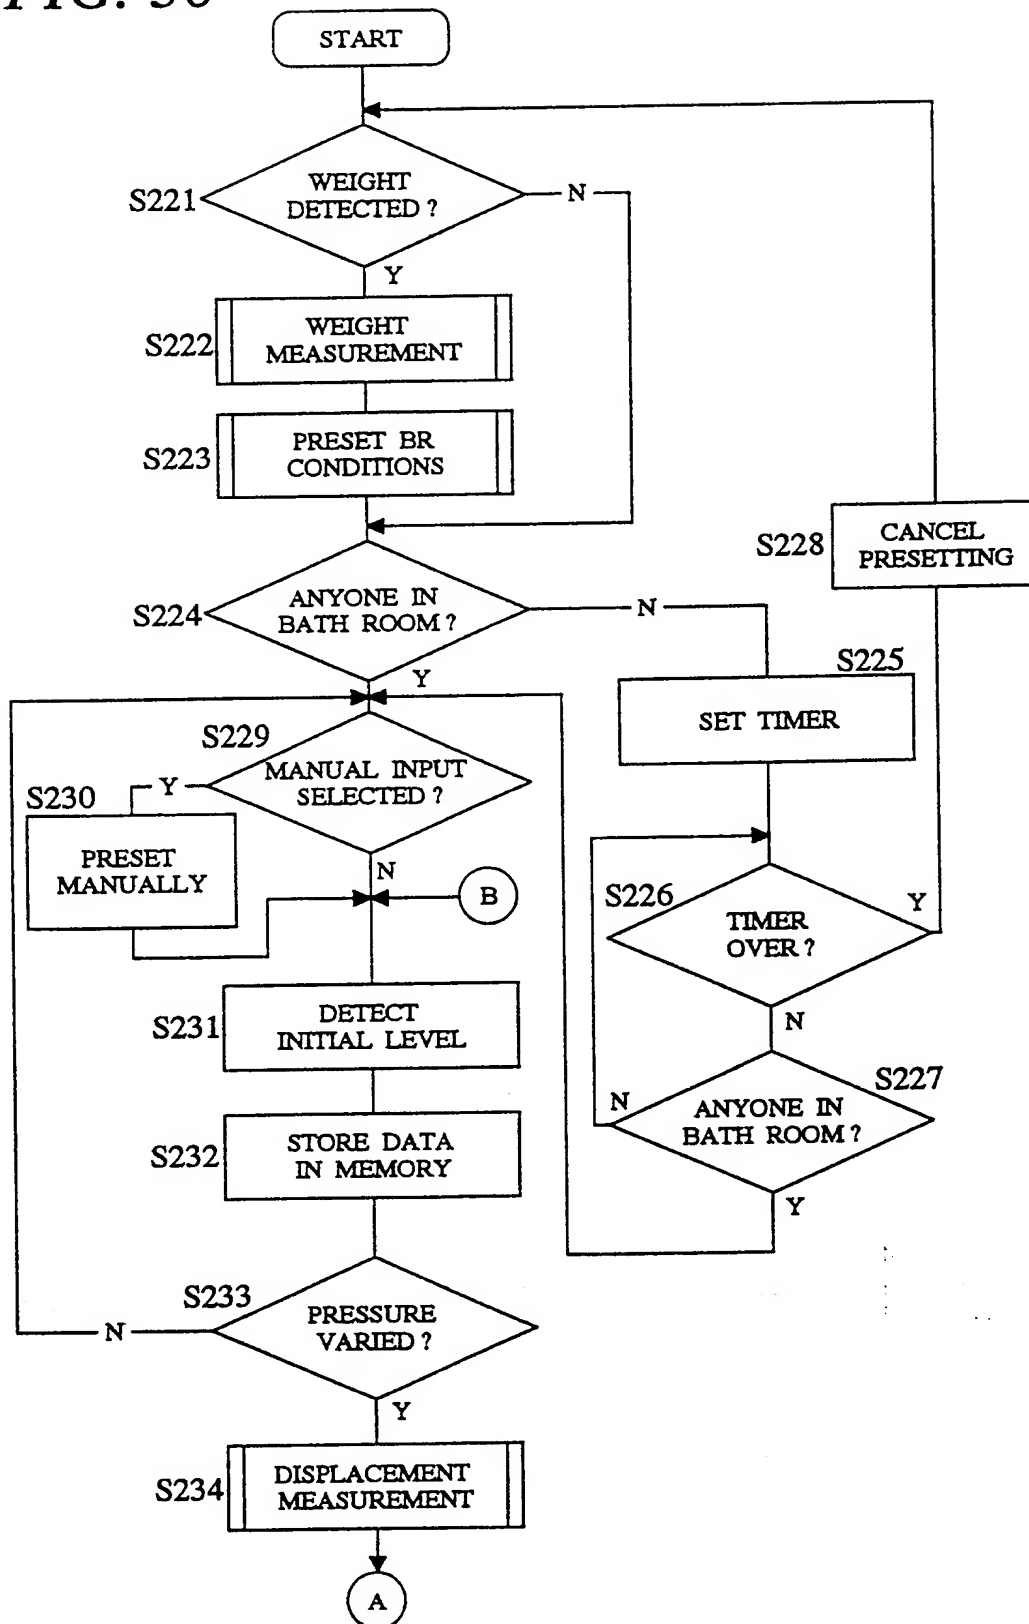 FIG. 30
START
S221
WEIGHT
DETECTED ?
N
Y
S222
WEIGHT
MEASUREMENT
S223
PRESET BR
CONDITIONS
S224
ANYONE IN
BATH ROOM ?
N
Y
S225
SET TIMER
S226
TIMER
OVER ?
Y
N
S227
ANYONE IN
BATH ROOM ?
N
Y
S228
CANCEL
PRESETTING
S229
MANUAL INPUT
SELECTED ?
Y
N
S230
PRESET
MANUALLY
B
S231
DETECT
INITIAL LEVEL
S232
STORE DATA
IN MEMORY
S233
PRESSURE
VARIED ?
N
Y
S234
DISPLACEMENT
MEASUREMENT
A